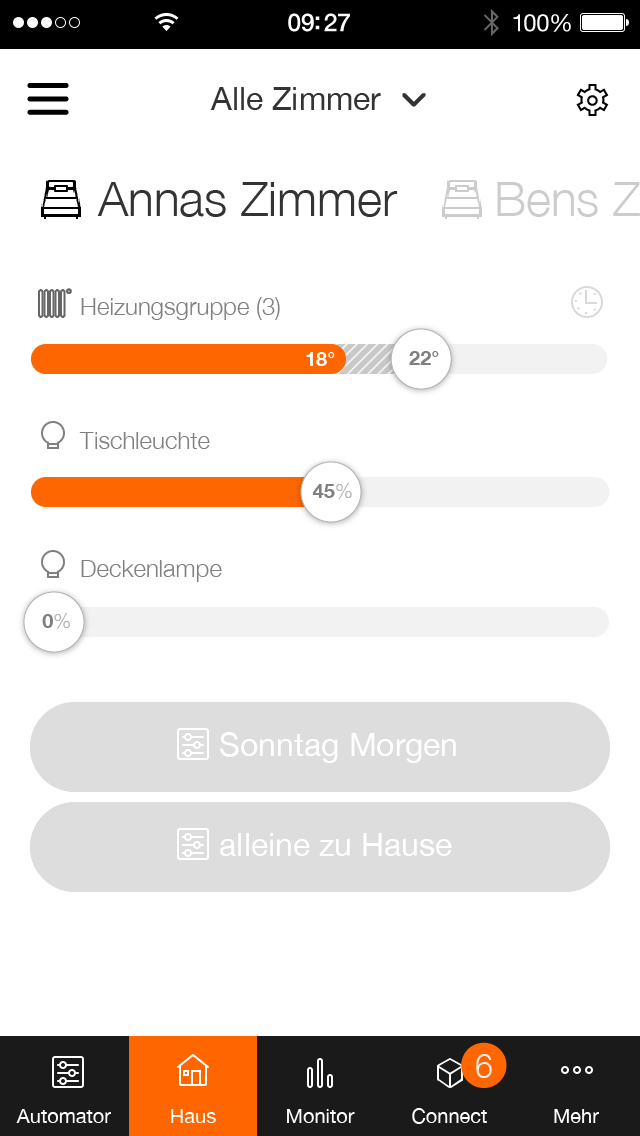 09:27 100%
Alle Zimmer
Annas Zimmer Bens Z
Heizungsgruppe (3)
18° 22°
Tischleuchte
45%
Deckenlampe
0%
Sonntag Morgen
alleine zu Hause
6
Automator Haus Monitor Connect Mehr